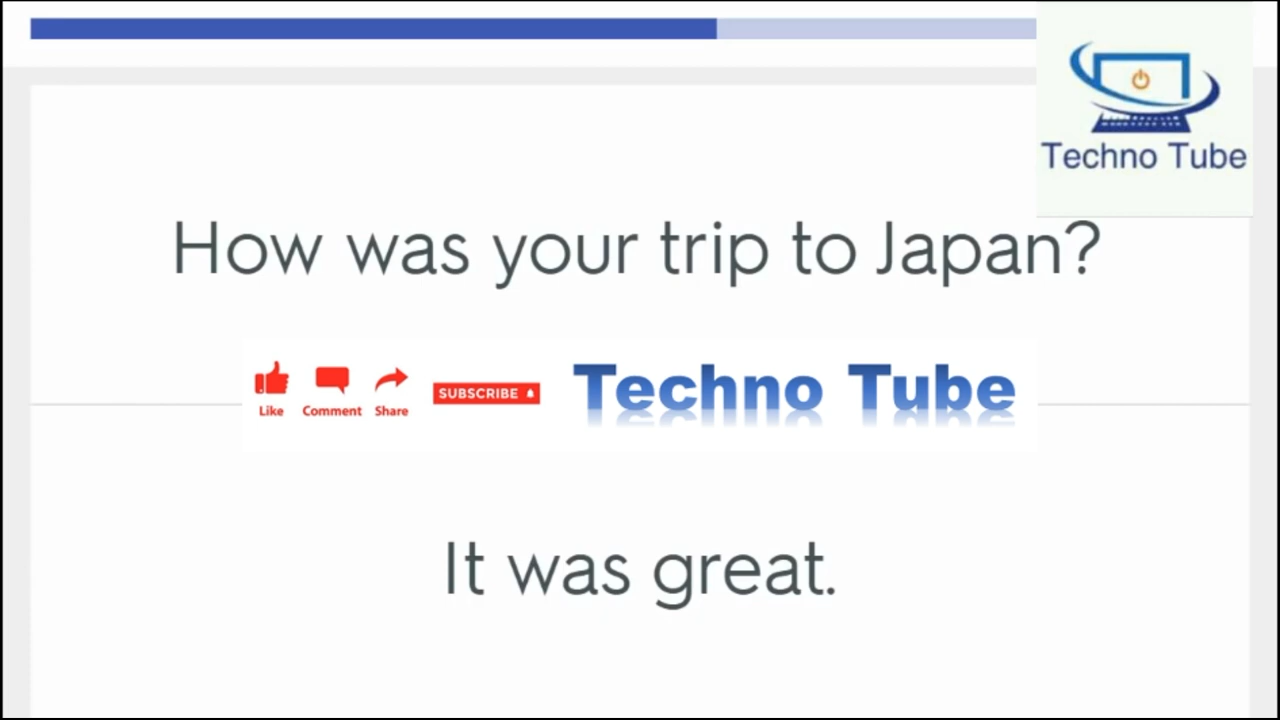 Techno Tube
How was your trip to Japan?
Like Comment Share SUBSCRIBE Techno Tube
It was great.